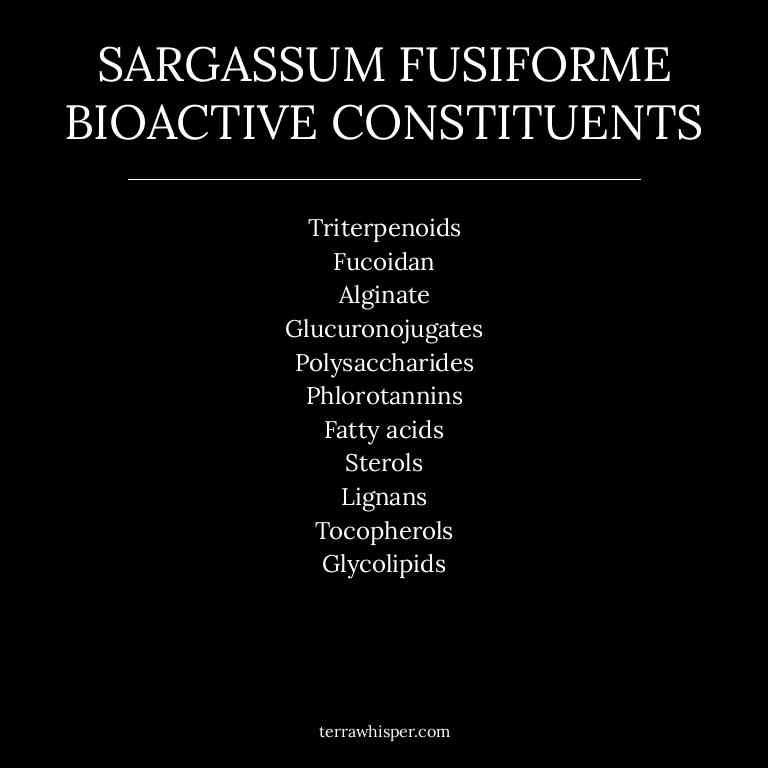 SARGASSUM FUSIFORME
BIOACTIVE CONSTITUENTS
Triterpenoids
Fucoidan
Alginate
Glucuronojugates
Polysaccharides
Phlorotannins
Fatty acids
Sterols
Lignans
Tocopherols
Glycolipids
terrawhisper.com